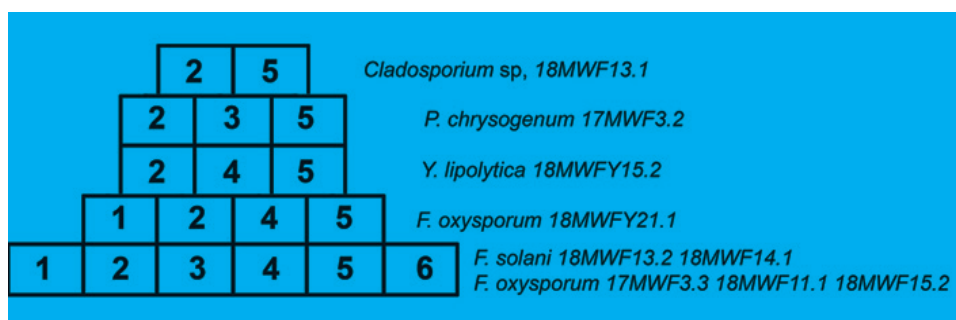 2 5 Cladosporium sp, 18MWF13.1
2 3 5 P. chrysogenum 17MWF3.2
2 4 5 Y. lipolytica 18MWFY15.2
1 2 4 5 F. oxysporum 18MWFY21.1
1 2 3 4 5 6 F. solani 18MWF13.2 18MWF14.1
F. oxysporum 17MWF3.3 18MWF11.1 18MWF15.2